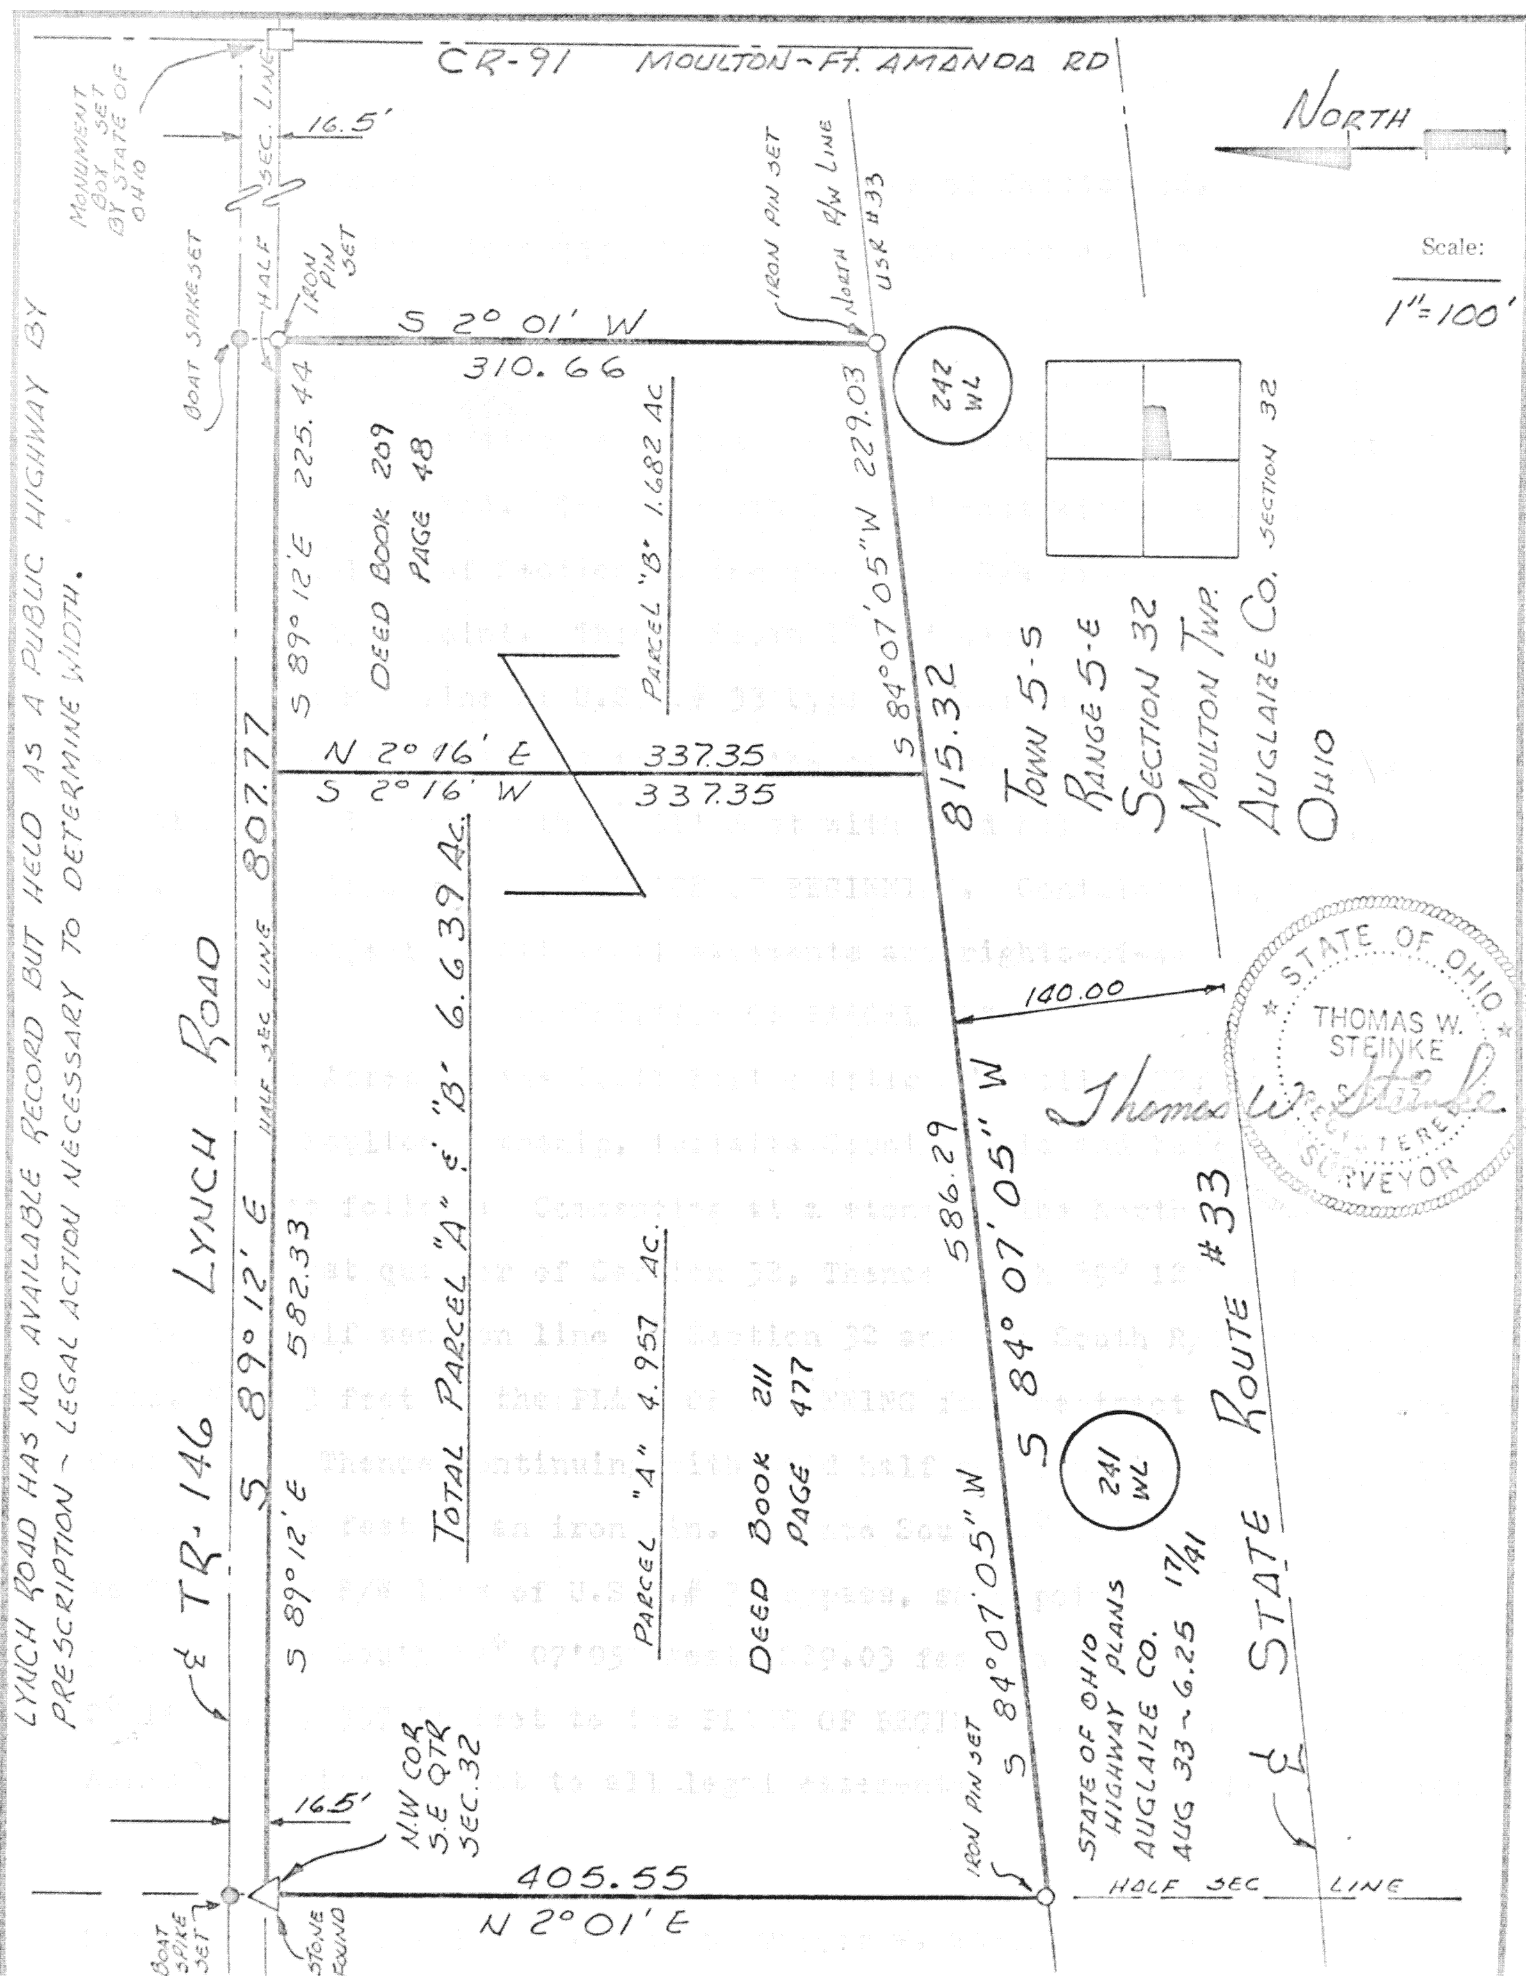 LYNCH ROAD HAS NO AVAILABLE RECORD BUT HELD AS A PUBLIC HIGHWAY BY
PRESCRIPTION ~ LEGAL ACTION NECESSARY TO DETERMINE WIDTH.
MONUMENT
BOX SET
BY STATE OF
OHIO
CR-91 MOULTON - Ft. AMANDA RD
NORTH
Scale:
1"=100'
16.5'
HALF SEC. LINE
BOAT SPIKE SET
IRON
PIN
SET
IRON PIN SET
NORTH R/W LINE
USR #33
S 2° 01' W
310.66
242
WL
SECTION 32
S 89° 12' E 225.44
DEED BOOK 209
PAGE 48
PARCEL "B" 1.682 AC
S 84° 07' 05" W 229.03
N 2° 16' E 337.35
S 2° 16' W 337.35
℄ TR-146 LYNCH ROAD
S 89° 12' E HALF SEC LINE 807.77
S 89° 12' E 582.33
TOTAL PARCEL "A" & "B" 6.639 AC.
PARCEL "A" 4.957 AC.
DEED BOOK 211
PAGE 477
S 84° 07' 05" W 586.29
S 84° 07' 05" W 815.32
TOWN 5-S
RANGE 5-E
SECTION 32
MOULTON TWP.
AUGLAIZE CO.
OHIO
140.00
STATE OF OHIO
THOMAS W.
STEINKE
REGISTERED
SURVEYOR
Thomas W. Steinke
241
WL
STATE OF OHIO
HIGHWAY PLANS
AUGLAIZE CO.
AUG 33 ~ 6.25 17/41
℄ STATE ROUTE #33
16.5'
N.W COR
S.E QTR
SEC. 32
IRON PIN SET
405.55
N 2° 01' E
HALF SEC LINE
BOAT
SPIKE
SET
STONE
FOUND